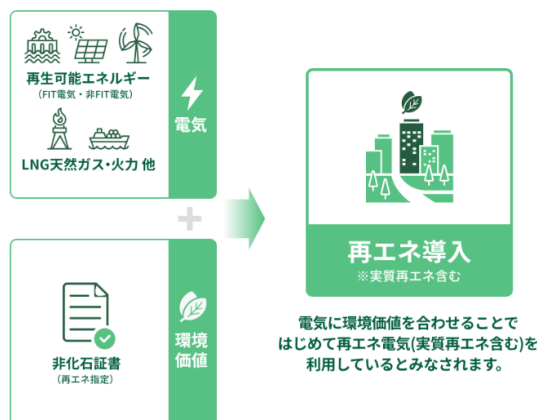 再生可能エネルギー
（FIT電気・非FIT電気）
LNG天然ガス・火力 他
電気
非化石証書
（再エネ指定）
環境
価値
再エネ導入
※実質再エネ含む
電気に環境価値を合わせることで
はじめて再エネ電気(実質再エネ含む)を
利用しているとみなされます。